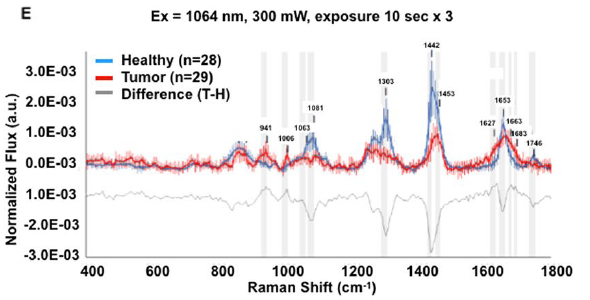 E
Ex = 1064 nm, 300 mW, exposure 10 sec x 3
Healthy (n=28)
Tumor (n=29)
Difference (T-H)
Normalized Flux (a.u.)
3.0E-03
2.0E-03
1.0E-03
0.0E-03
1.0E-03
-2.0E-03
-3.0E-03
941
1006
1063
1081
1303
1442
1453
1627
1653
1663
1683
1746
400
600
800
1000
1200
1400
1600
1800
Raman Shift (cm-1)